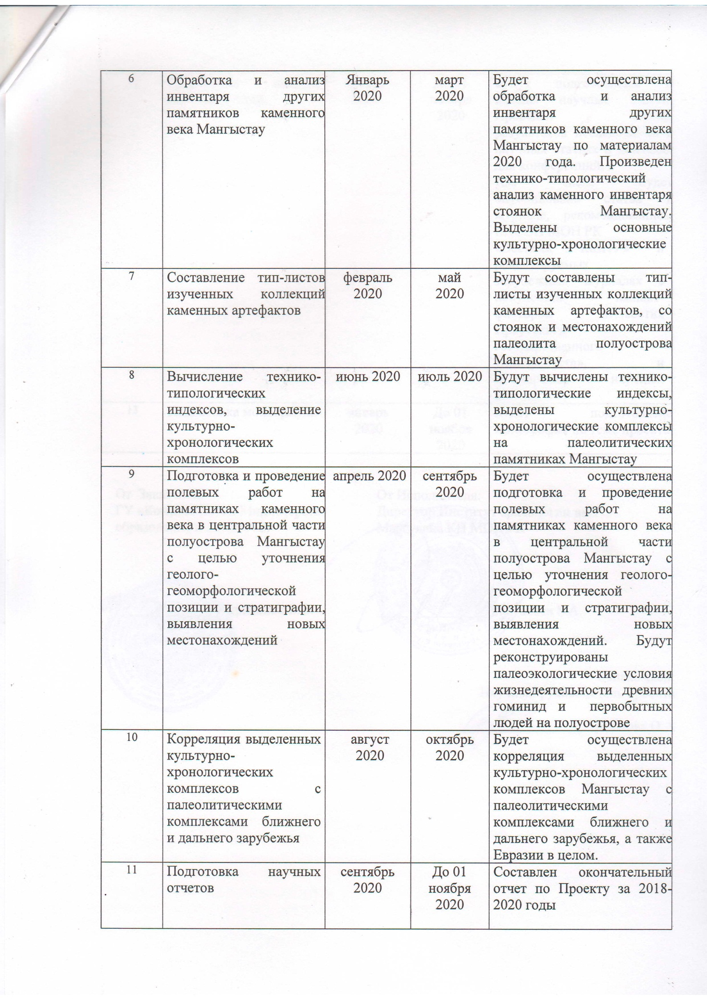 6
Обработка и анализ
инвентаря других
памятников каменного
века Мангыстау
Январь
2020
март
2020
Будет осуществлена
обработка и анализ
инвентаря других
памятников каменного века
Мангыстау по материалам
2020 года. Произведен
технико-типологический
анализ каменного инвентаря
стоянок Мангыстау.
Выделены основные
культурно-хронологические
комплексы
7
Составление тип-листов
изученных коллекций
каменных артефактов
февраль
2020
май
2020
Будут составлены тип-
листы изученных коллекций
каменных артефактов, со
стоянок и местонахождений
палеолита полуострова
Мангыстау
8
Вычисление технико-
типологических
индексов, выделение
культурно-
хронологических
комплексов
июнь 2020
июль 2020
Будут вычислены технико-
типологические индексы,
выделены культурно-
хронологические комплексы
на палеолитических
памятниках Мангыстау
9
Подготовка и проведение
полевых работ на
памятниках каменного
века в центральной части
полуострова Мангыстау
с целью уточнения
геолого-
геоморфологической
позиции и стратиграфии,
выявления новых
местонахождений
апрель 2020
сентябрь
2020
Будет осуществлена
подготовка и проведение
полевых работ на
памятниках каменного века
в центральной части
полуострова Мангыстау с
целью уточнения геолого-
геоморфологической
позиции и стратиграфии,
выявления новых
местонахождений. Будут
реконструированы
палеоэкологические условия
жизнедеятельности древних
гоминид и первобытных
людей на полуострове
10
Корреляция выделенных
культурно-
хронологических
комплексов с
палеолитическими
комплексами ближнего
и дальнего зарубежья
август
2020
октябрь
2020
Будет осуществлена
корреляция выделенных
культурно-хронологических
комплексов Мангыстау с
палеолитическими
комплексами ближнего и
дальнего зарубежья, а также
Евразии в целом.
11
Подготовка научных
отчетов
сентябрь
2020
До 01
ноября
2020
Составлен окончательный
отчет по Проекту за 2018-
2020 годы